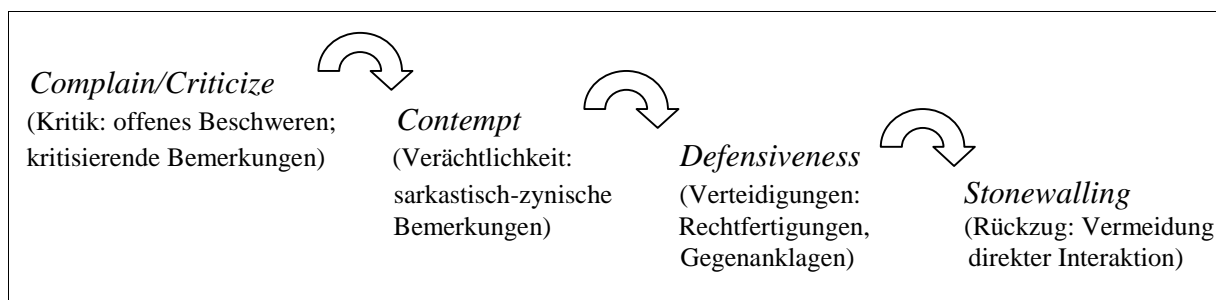 Complain/Criticize
(Kritik: offenes Beschweren;
kritisierende Bemerkungen)
Contempt
(Verächtlichkeit:
sarkastisch-zynische
Bemerkungen)
Defensiveness
(Verteidigungen:
Rechtfertigungen,
Gegenanklagen)
Stonewalling
(Rückzug: Vermeidung
direkter Interaktion)